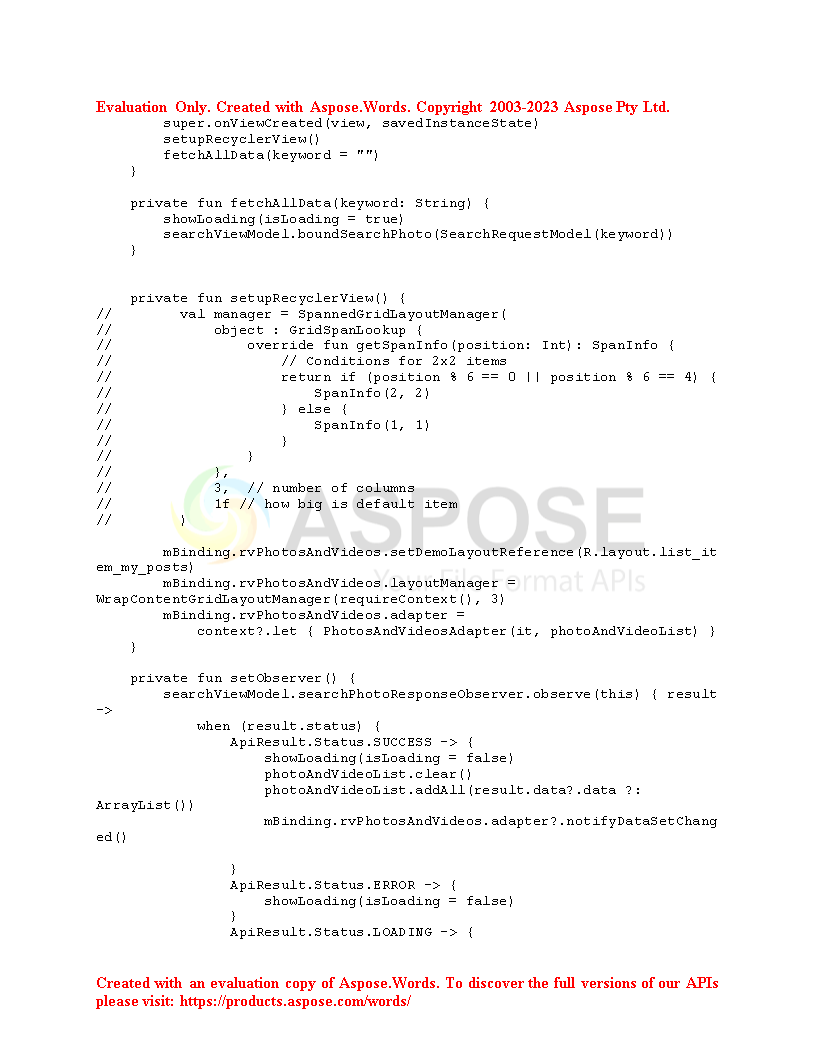 Evaluation Only. Created with Aspose.Words. Copyright 2003-2023 Aspose Pty Ltd.
        super.onViewCreated(view, savedInstanceState)
        setupRecyclerView()
        fetchAllData(keyword = "")
    }

    private fun fetchAllData(keyword: String) {
        showLoading(isLoading = true)
        searchViewModel.boundSearchPhoto(SearchRequestModel(keyword))
    }

    private fun setupRecyclerView() {
//        val manager = SpannedGridLayoutManager(
//            object : GridSpanLookup {
//                override fun getSpanInfo(position: Int): SpanInfo {
//                    // Conditions for 2x2 items
//                    return if (position % 6 == 0 || position % 6 == 4) {
//                        SpanInfo(2, 2)
//                    } else {
//                        SpanInfo(1, 1)
//                    }
//                }
//            },
//            3,  // number of columns
//            1f // how big is default item
//        )
ASPOSE
Your File Format APIs

        mBinding.rvPhotosAndVideos.setDemoLayoutReference(R.layout.list_it
em_my_posts)
        mBinding.rvPhotosAndVideos.layoutManager =
WrapContentGridLayoutManager(requireContext(), 3)
        mBinding.rvPhotosAndVideos.adapter =
            context?.let { PhotosAndVideosAdapter(it, photoAndVideoList) }
    }

    private fun setObserver() {
        searchViewModel.searchPhotoResponseObserver.observe(this) { result
->
            when (result.status) {
                ApiResult.Status.SUCCESS -> {
                    showLoading(isLoading = false)
                    photoAndVideoList.clear()
                    photoAndVideoList.addAll(result.data?.data ?:
ArrayList())
                    mBinding.rvPhotosAndVideos.adapter?.notifyDataSetChang
ed()

                }
                ApiResult.Status.ERROR -> {
                    showLoading(isLoading = false)
                }
                ApiResult.Status.LOADING -> {

Created with an evaluation copy of Aspose.Words. To discover the full versions of our APIs
please visit: https://products.aspose.com/words/